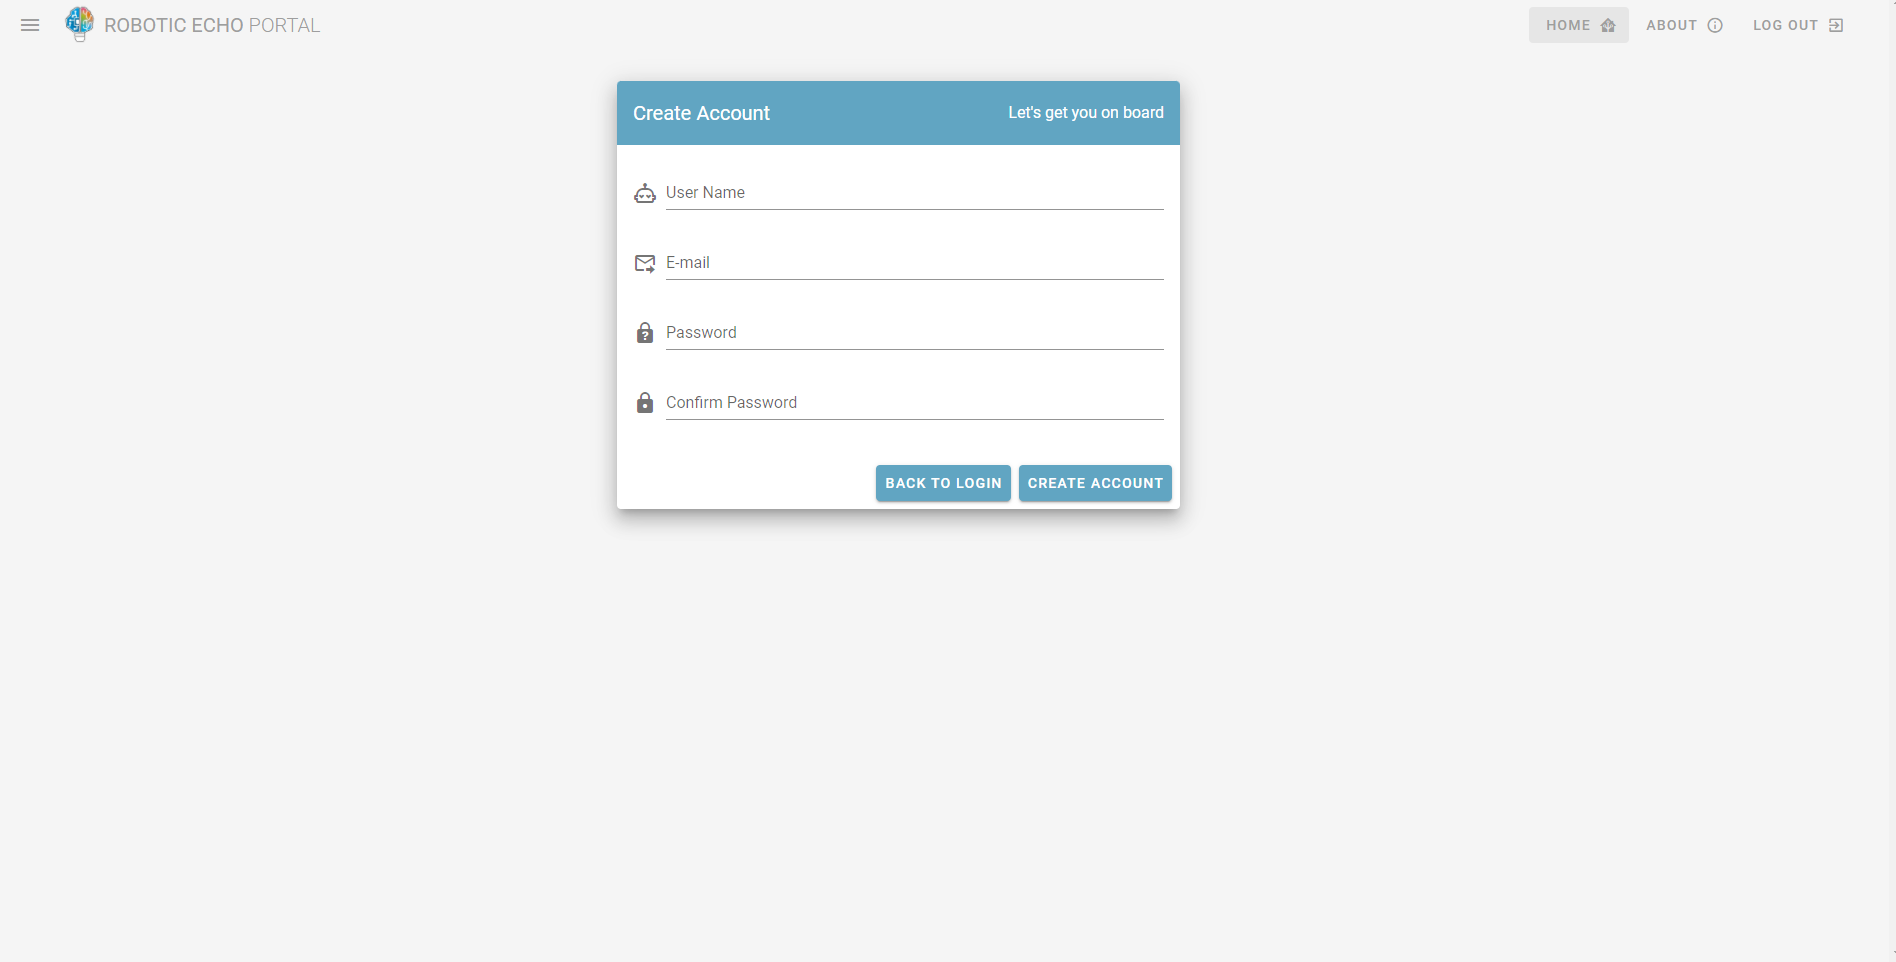 ROBOTIC ECHO PORTAL
HOME
ABOUT
LOG OUT
Create Account
Let's get you on board
User Name
E-mail
Password
Confirm Password
BACK TO LOGIN
CREATE ACCOUNT